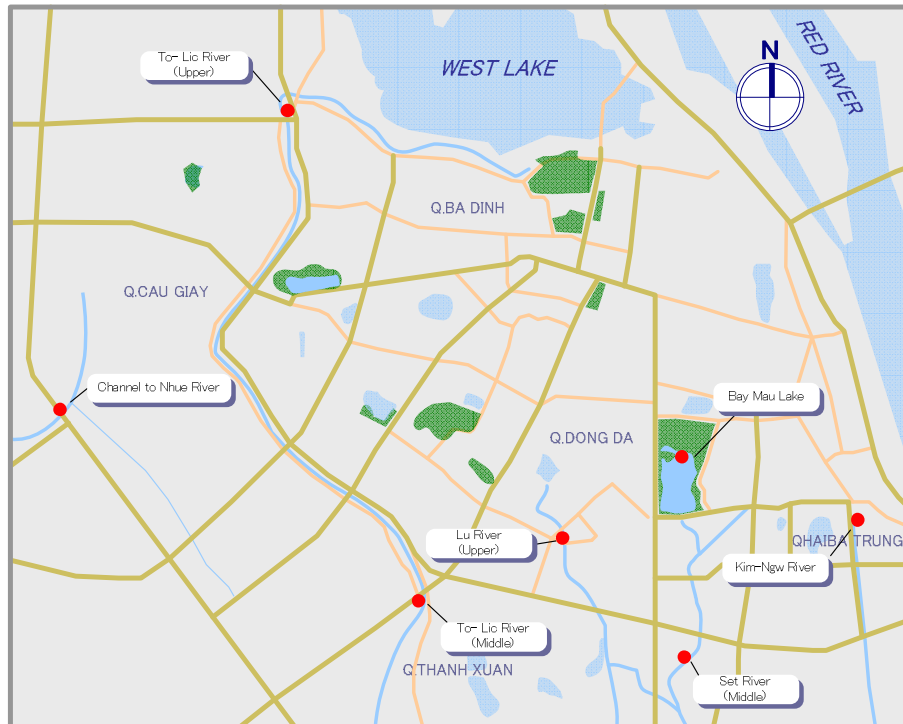 To- Lic River
(Upper)
WEST LAKE
RED RIVER
N
Q.BA DINH
Q.CAU GIAY
Channel to Nhue River
Bay Mau Lake
Q.DONG DA
Lu River
(Upper)
QHAIBA TRUNG
Kim-Ngw River
To- Lic River
(Middle)
Q.THANH XUAN
Set River
(Middle)